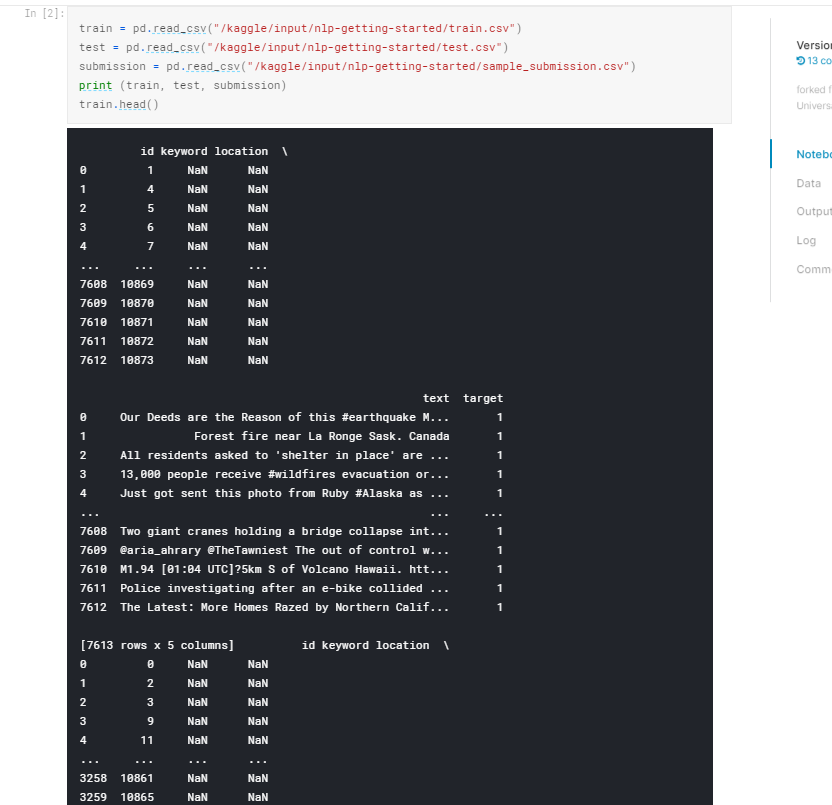 In [2]:
train = pd.read_csv("/kaggle/input/nlp-getting-started/train.csv")
test = pd.read_csv("/kaggle/input/nlp-getting-started/test.csv")
submission = pd.read_csv("/kaggle/input/nlp-getting-started/sample_submission.csv")
print (train, test, submission)
train.head()
id keyword location \
0 1 NaN NaN
1 4 NaN NaN
2 5 NaN NaN
3 6 NaN NaN
4 7 NaN NaN
... ... ... ...
7608 10869 NaN NaN
7609 10870 NaN NaN
7610 10871 NaN NaN
7611 10872 NaN NaN
7612 10873 NaN NaN
text target
0 Our Deeds are the Reason of this #earthquake M... 1
1 Forest fire near La Ronge Sask. Canada 1
2 All residents asked to 'shelter in place' are ... 1
3 13,000 people receive #wildfires evacuation or... 1
4 Just got sent this photo from Ruby #Alaska as ... 1
... ... ...
7608 Two giant cranes holding a bridge collapse int... 1
7609 @aria_ahrary @TheTawniest The out of control w... 1
7610 M1.94 [01:04 UTC]?5km S of Volcano Hawaii. htt... 1
7611 Police investigating after an e-bike collided ... 1
7612 The Latest: More Homes Razed by Northern Calif... 1
[7613 rows x 5 columns] id keyword location \
0 0 NaN NaN
1 2 NaN NaN
2 3 NaN NaN
3 9 NaN NaN
4 11 NaN NaN
... ... ... ...
3258 10861 NaN NaN
3259 10865 NaN NaN
Version
13 co
forked f
Universa
Notebo
Data
Output
Log
Comm